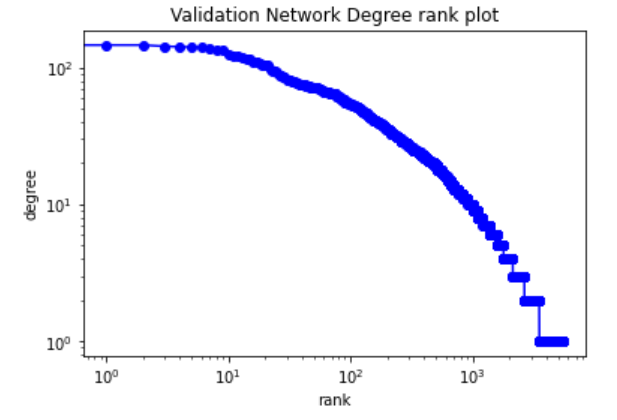 Validation Network Degree rank plot
degree
10²
10¹
10⁰
10⁰ 10¹ 10² 10³
rank